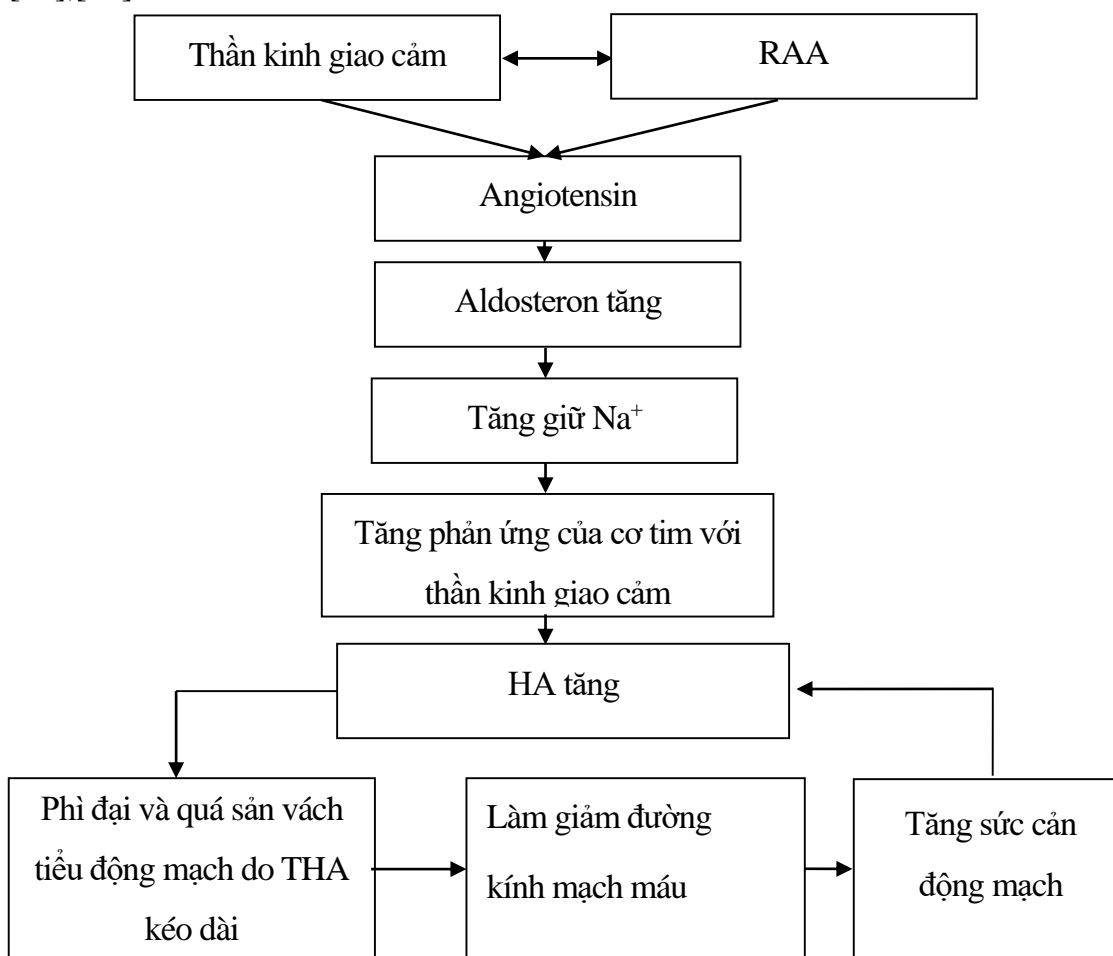 Thần kinh giao cảm
RAA
Angiotensin
Aldosteron tăng
Tăng giữ Na⁺
Tăng phản ứng của cơ tim với
thần kinh giao cảm
HA tăng
Phì đại và quá sản vách
tiểu động mạch do THA
kéo dài
Làm giảm đường
kính mạch máu
Tăng sức cản
động mạch